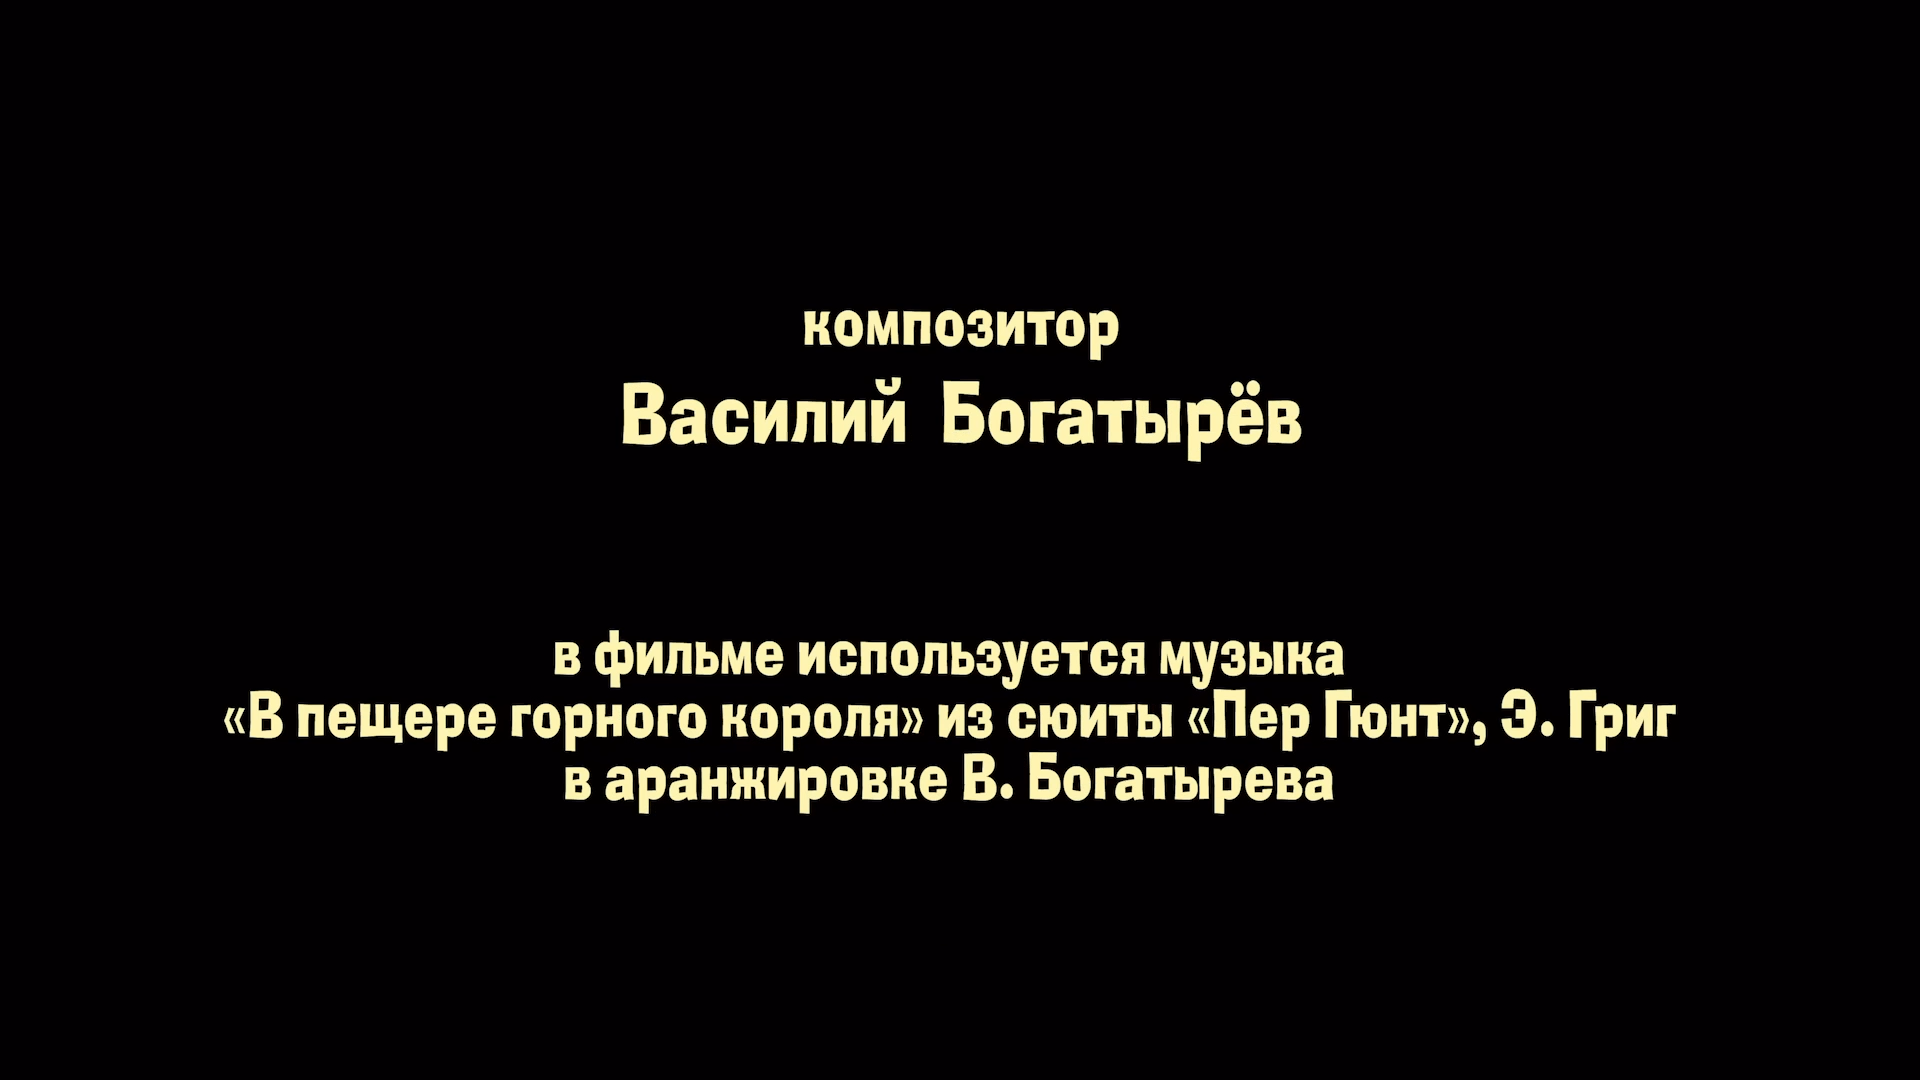 композитор
Василий Богатырёв
в фильме используется музыка
«В пещере горного короля» из сюиты «Пер Гюнт», Э. Григ
в аранжировке В. Богатырева